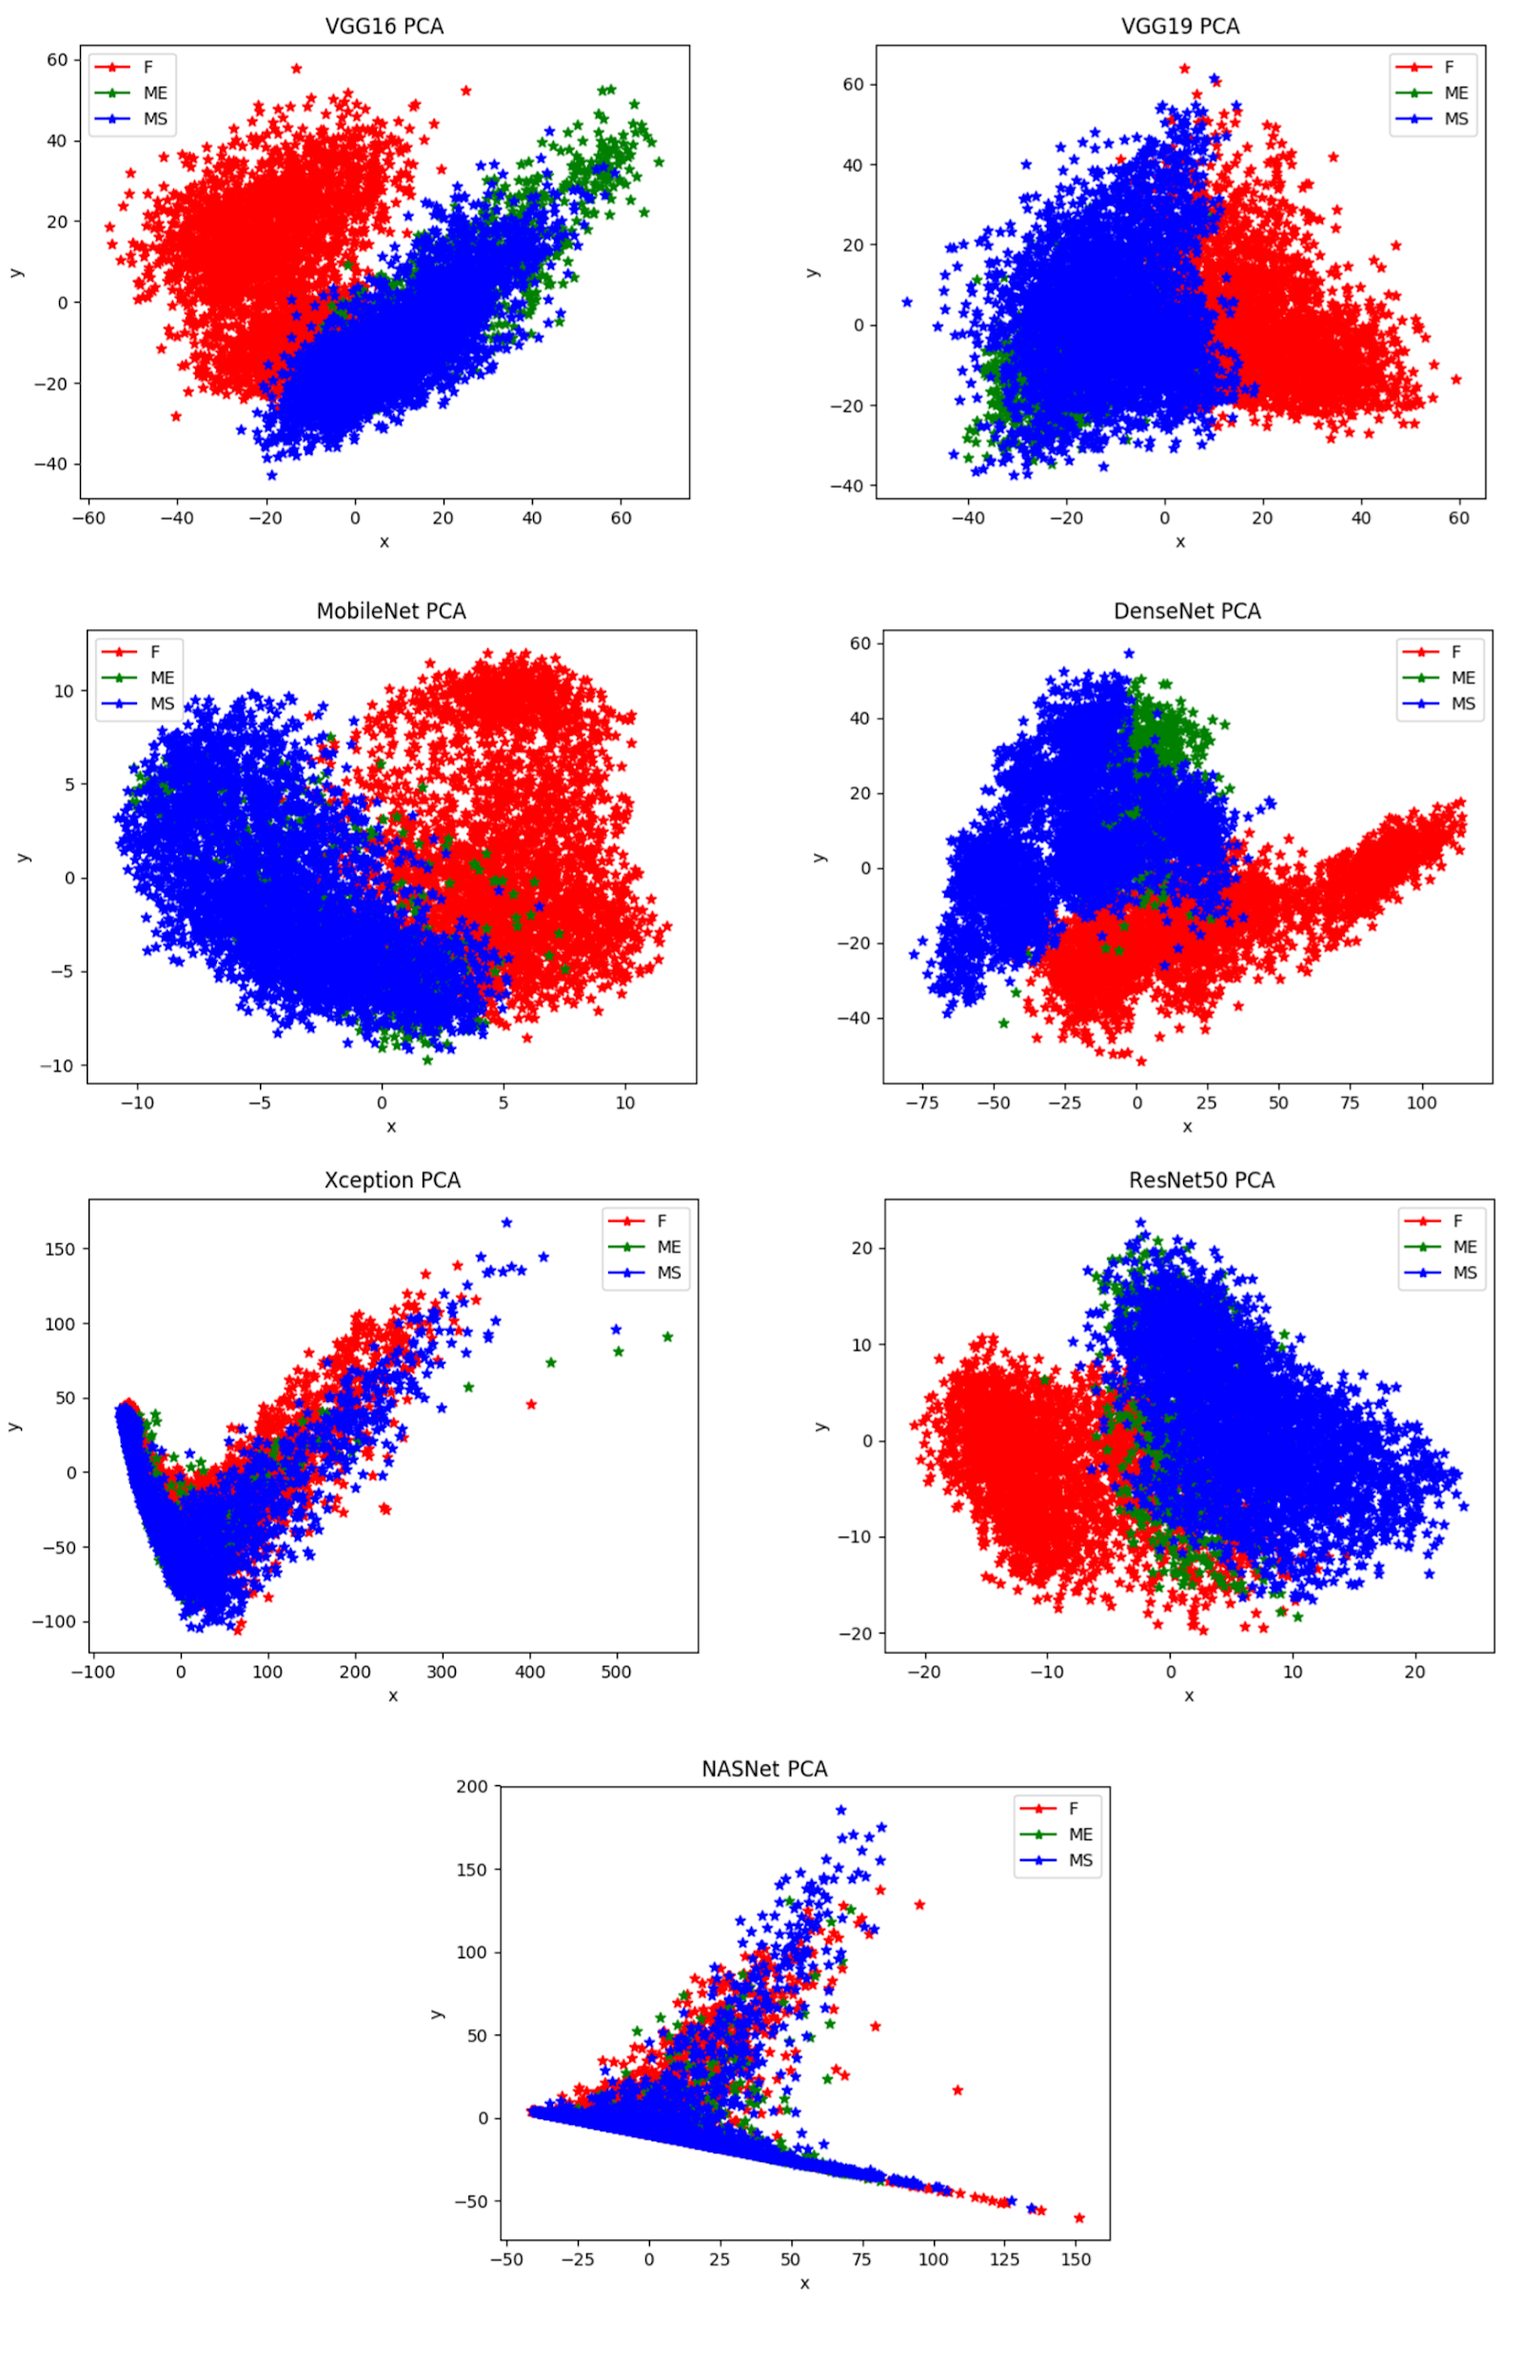 VGG16 PCA
F
ME
MS
60
40
20
0
−20
−40
y
−60 −40 −20 0 20 40 60
x
VGG19 PCA
F
ME
MS
60
40
20
0
−20
−40
y
−40 −20 0 20 40 60
x
MobileNet PCA
F
ME
MS
10
5
0
−5
−10
y
−10 −5 0 5 10
x
DenseNet PCA
F
ME
MS
60
40
20
0
−20
−40
y
−75 −50 −25 0 25 50 75 100
x
Xception PCA
F
ME
MS
150
100
50
0
−50
−100
y
−100 0 100 200 300 400 500
x
ResNet50 PCA
F
ME
MS
20
10
0
−10
−20
y
−20 −10 0 10 20
x
NASNet PCA
F
ME
MS
200
150
100
50
0
−50
y
−50 −25 0 25 50 75 100 125 150
x